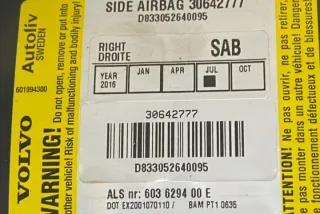 SIDE AIRBAG 30642777
D833052640095
RIGHT
DROITE
SAB
YEAR
2016
JAN
APR
JUL
OCT
30642777
D833052640095
ALS nr: 603 6294 00 E
DOT EX2001070110 / BAM PT1 0635
Autoliv
SWEDEN
601994300
VOLVO
WARNING!
Do not open, remove or put into
other vehicle! Risk of
malfunctioning and bodily injury!
ATTENTION! Ne pas ouvrir, ne pas retirer,
ne pas monter dans un autre véhicule! Danger
de fonctionnement défectueux et